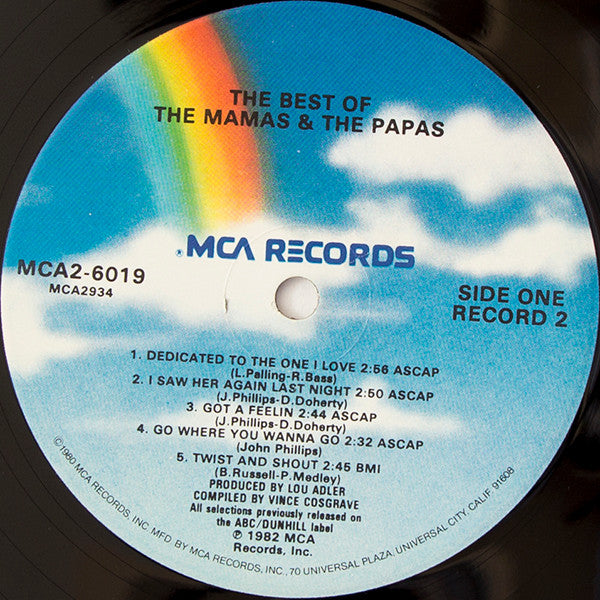 THE BEST OF
THE MAMAS & THE PAPAS
®MCA RECORDS
MCA2-6019
MCA2934
SIDE ONE
RECORD 2
1. DEDICATED TO THE ONE I LOVE 2:56 ASCAP
(L.Palling-R.Bass)
2. I SAW HER AGAIN LAST NIGHT 2:50 ASCAP
(J.Phillips-D.Doherty)
3. GOT A FEELIN 2:44 ASCAP
(J.Phillips-D.Doherty)
4. GO WHERE YOU WANNA GO 2:32 ASCAP
(John Phillips)
5. TWIST AND SHOUT 2:45 BMI
(B.Russell-P.Medley)
PRODUCED BY LOU ADLER
COMPILED BY VINCE COSGRAVE
All selections previously released on
the ABC/DUNHILL label
℗ 1982 MCA
Records, Inc.
©1980 MCA RECORDS, INC. MFD BY MCA RECORDS, INC., 70 UNIVERSAL PLAZA, UNIVERSAL CITY, CALIF. 91608